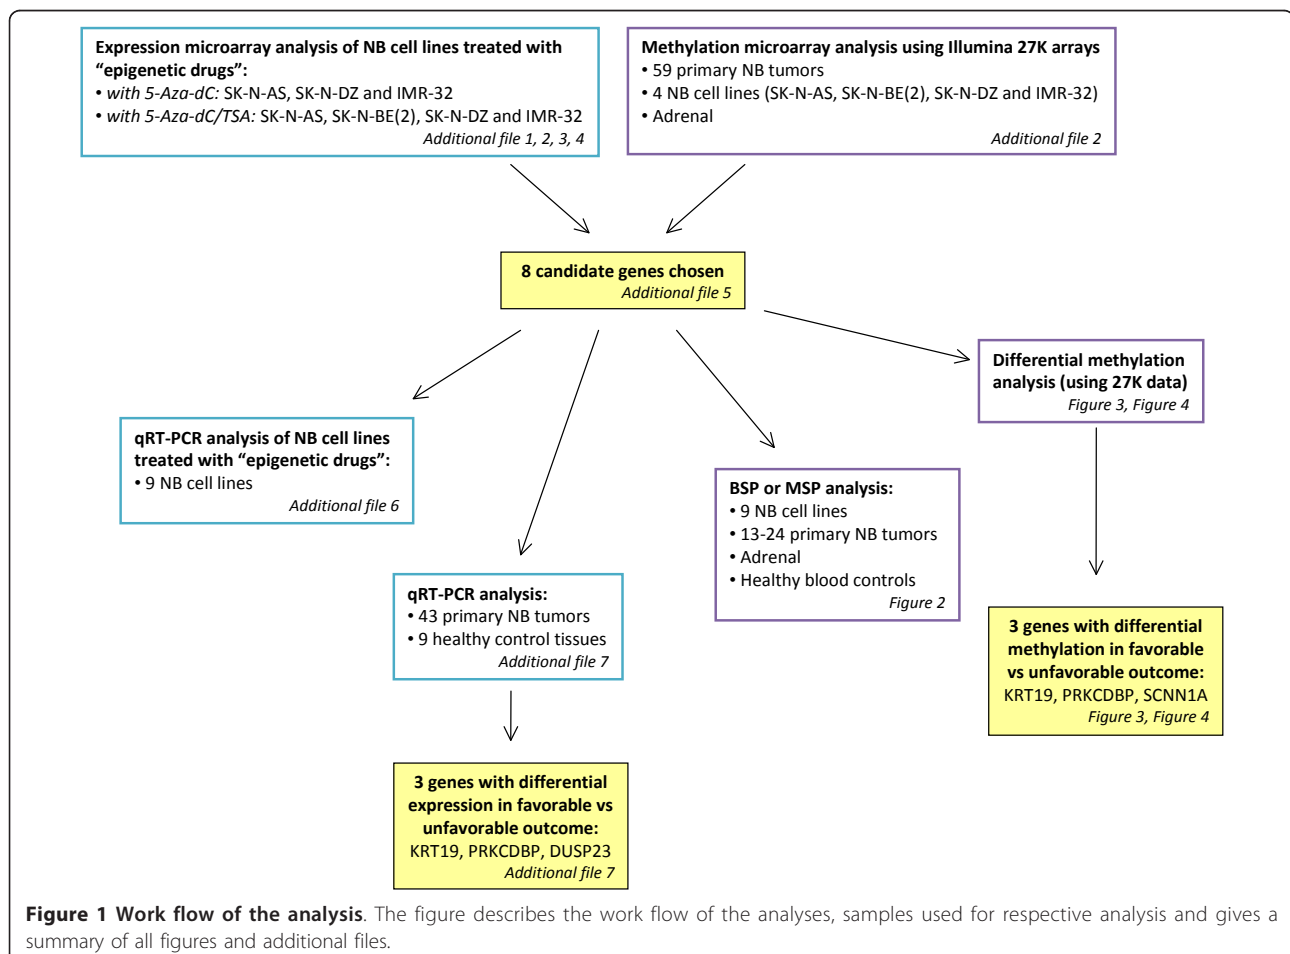 Expression microarray analysis of NB cell lines treated with
“epigenetic drugs”:
• with 5-Aza-dC: SK-N-AS, SK-N-DZ and IMR-32
• with 5-Aza-dC/TSA: SK-N-AS, SK-N-BE(2), SK-N-DZ and IMR-32
Additional file 1, 2, 3, 4
Methylation microarray analysis using Illumina 27K arrays
• 59 primary NB tumors
• 4 NB cell lines (SK-N-AS, SK-N-BE(2), SK-N-DZ and IMR-32)
• Adrenal
Additional file 2
8 candidate genes chosen
Additional file 5
Differential methylation
analysis (using 27K data)
Figure 3, Figure 4
qRT-PCR analysis of NB cell lines
treated with “epigenetic drugs”:
• 9 NB cell lines
Additional file 6
BSP or MSP analysis:
• 9 NB cell lines
• 13-24 primary NB tumors
• Adrenal
• Healthy blood controls
Figure 2
qRT-PCR analysis:
• 43 primary NB tumors
• 9 healthy control tissues
Additional file 7
3 genes with differential
methylation in favorable
vs unfavorable outcome:
KRT19, PRKCDBP, SCNN1A
Figure 3, Figure 4
3 genes with differential
expression in favorable vs
unfavorable outcome:
KRT19, PRKCDBP, DUSP23
Additional file 7
Figure 1 Work flow of the analysis. The figure describes the work flow of the analyses, samples used for respective analysis and gives a
summary of all figures and additional files.